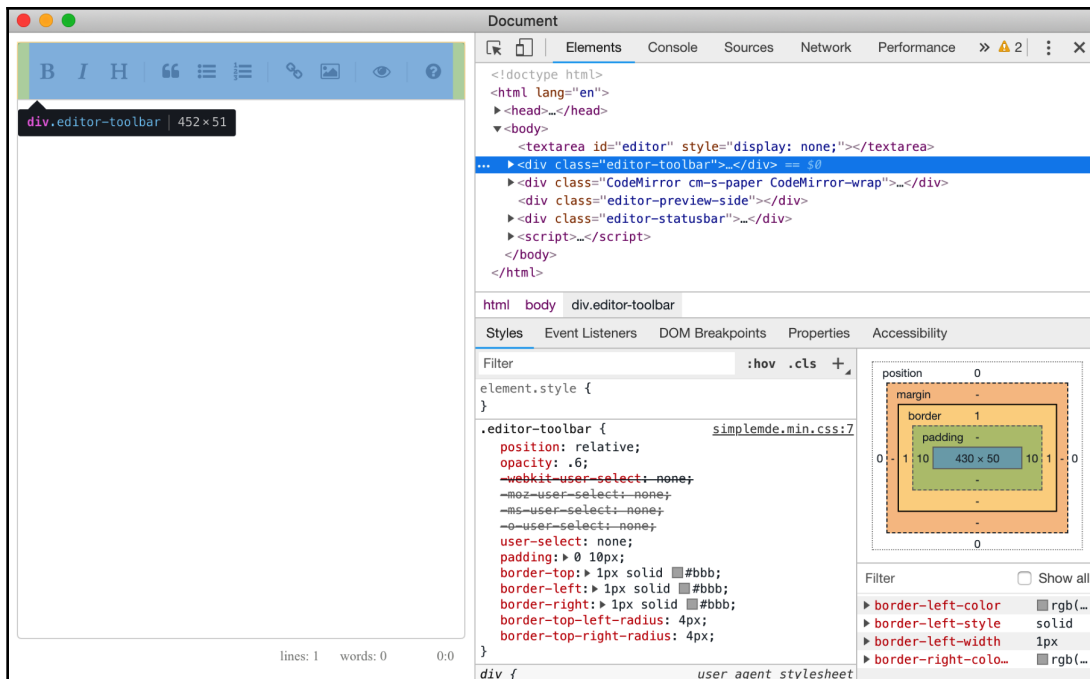 Document
B I H
div.editor-toolbar | 452×51
lines: 1 words: 0 0:0
Elements Console Sources Network Performance » 2
<!doctype html>
<html lang="en">
<head>…</head>
<body>
<textarea id="editor" style="display: none;"></textarea>
<div class="editor-toolbar">…</div> == $0
<div class="CodeMirror cm-s-paper CodeMirror-wrap">…</div>
<div class="editor-preview-side"></div>
<div class="editor-statusbar">…</div>
<script>…</script>
</body>
</html>
html body div.editor-toolbar
Styles Event Listeners DOM Breakpoints Properties Accessibility
Filter :hov .cls +
element.style {
}
.editor-toolbar { simplemde.min.css:7
position: relative;
opacity: .6;
-webkit-user-select: none;
-moz-user-select: none;
-ms-user-select: none;
-o-user-select: none;
user-select: none;
padding: 0 10px;
border-top: 1px solid #bbb;
border-left: 1px solid #bbb;
border-right: 1px solid #bbb;
border-top-left-radius: 4px;
border-top-right-radius: 4px;
}
div { user agent stylesheet
position 0
margin -
border 1
padding -
0 - 1 10 430 × 50 10 1 - 0
-
-
-
0
Filter Show all
border-left-color rgb(…
border-left-style solid
border-left-width 1px
border-right-colo… rgb(…